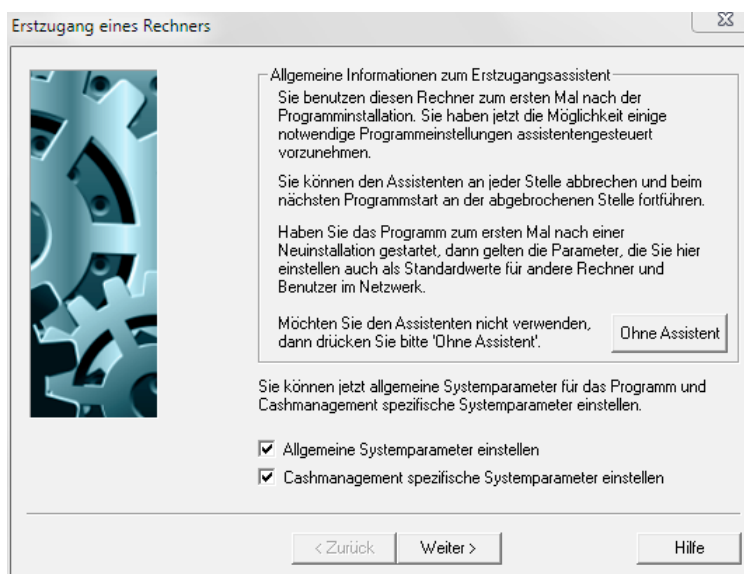 Erstzugang eines Rechners
Allgemeine Informationen zum Erstzugangsassistent
Sie benutzen diesen Rechner zum ersten Mal nach der
Programminstallation. Sie haben jetzt die Möglichkeit einige
notwendige Programmeinstellungen assistentengesteuert
vorzunehmen.
Sie können den Assistenten an jeder Stelle abbrechen und beim
nächsten Programmstart an der abgebrochenen Stelle fortführen.
Haben Sie das Programm zum ersten Mal nach einer
Neuinstallation gestartet, dann gelten die Parameter, die Sie hier
einstellen auch als Standardwerte für andere Rechner und
Benutzer im Netzwerk.
Möchten Sie den Assistenten nicht verwenden,
dann drücken Sie bitte 'Ohne Assistent'.
Ohne Assistent
Sie können jetzt allgemeine Systemparameter für das Programm und
Cashmanagement spezifische Systemparameter einstellen.
Allgemeine Systemparameter einstellen
Cashmanagement spezifische Systemparameter einstellen
< Zurück
Weiter >
Hilfe